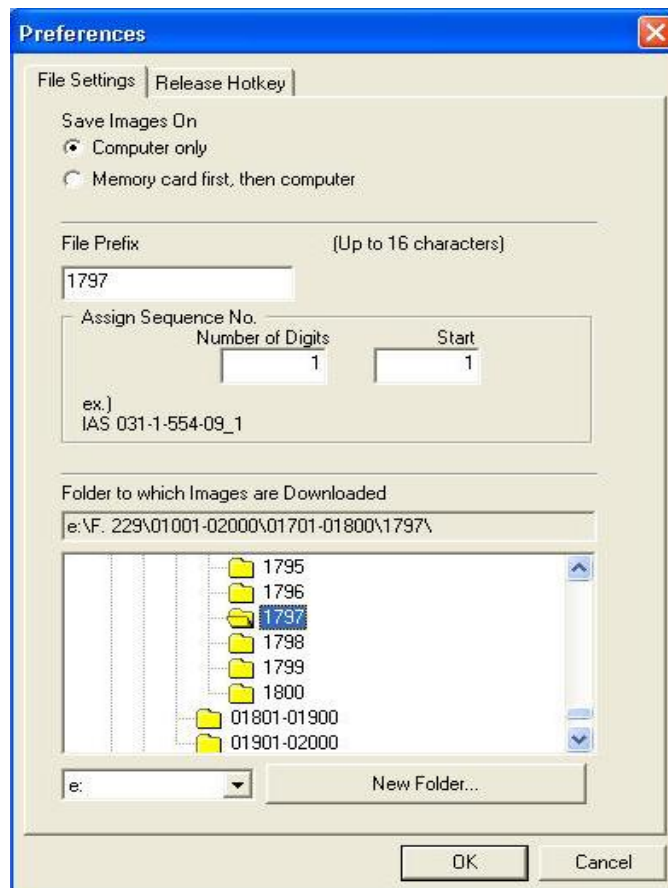 Preferences
File Settings Release Hotkey
Save Images On
Computer only
Memory card first, then computer
File Prefix (Up to 16 characters)
1797
Assign Sequence No.
Number of Digits Start
1 1
ex.)
IAS 031-1-554-09_1
Folder to which Images are Downloaded
e:\F. 229\01001-02000\01701-01800\1797\
1795
1796
1797
1798
1799
1800
01801-01900
01901-02000
e: New Folder...
OK Cancel